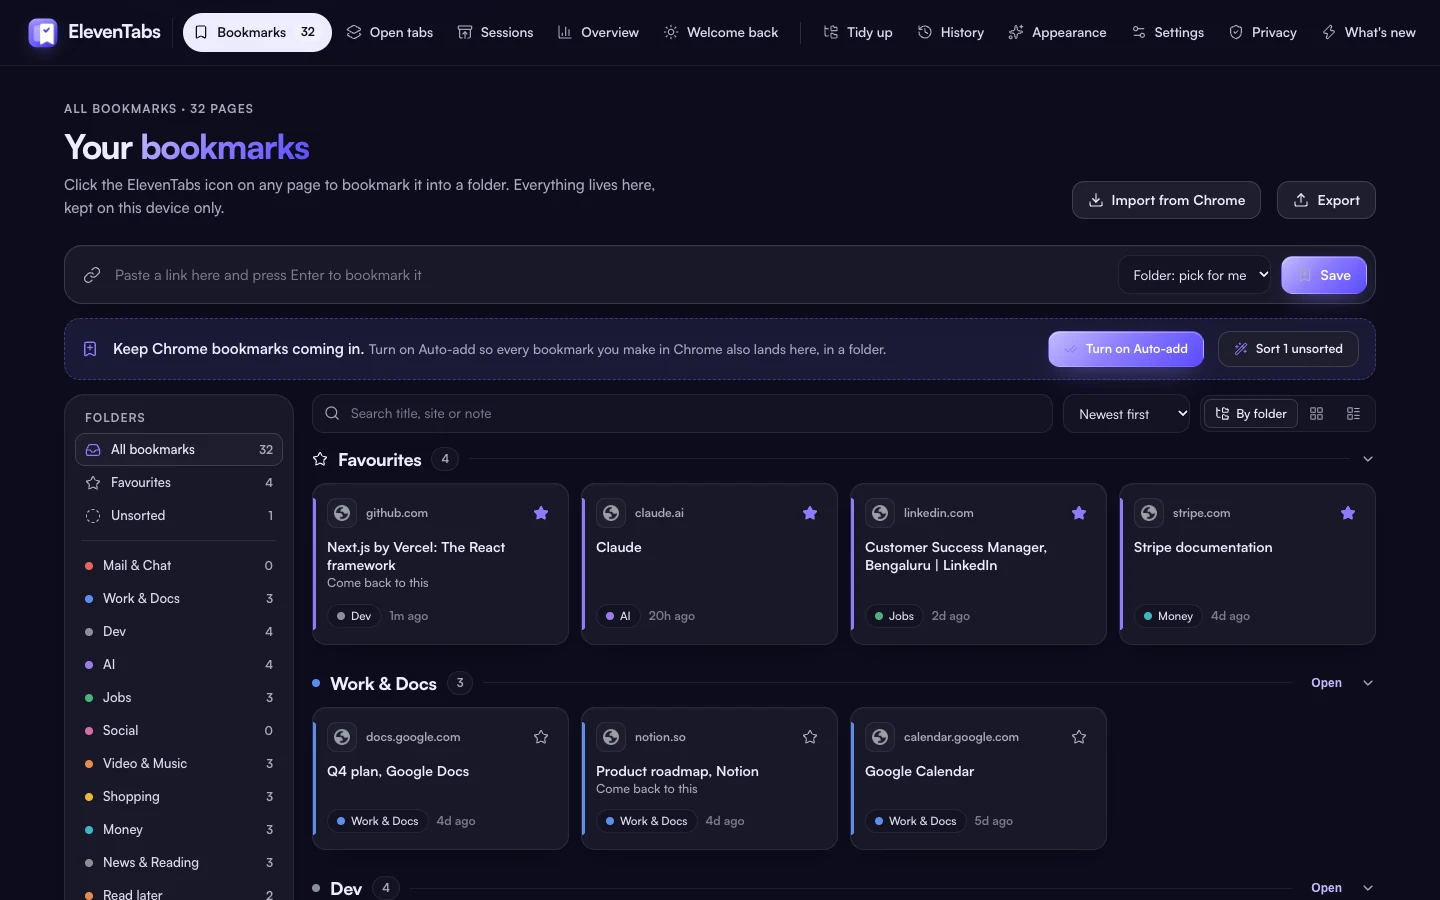 ElevenTabs
Bookmarks 32
Open tabs
Sessions
Overview
Welcome back
Tidy up
History
Appearance
Settings
Privacy
What's new
ALL BOOKMARKS • 32 PAGES
Your bookmarks
Click the ElevenTabs icon on any page to bookmark it into a folder. Everything lives here,
kept on this device only.
Import from Chrome
Export
Paste a link here and press Enter to bookmark it
Folder: pick for me
Save
Keep Chrome bookmarks coming in. Turn on Auto-add so every bookmark you make in Chrome also lands here, in a folder.
Turn on Auto-add
Sort 1 unsorted
FOLDERS
All bookmarks 32
Favourites 4
Unsorted 1
Mail & Chat 0
Work & Docs 3
Dev 4
AI 4
Jobs 3
Social 0
Video & Music 3
Shopping 3
Money 3
News & Reading 3
Read later 2
Search title, site or note
Newest first
By folder
Favourites 4
github.com
Next.js by Vercel: The React
framework
Come back to this
Dev 1m ago
claude.ai
Claude
AI 20h ago
linkedin.com
Customer Success Manager,
Bengaluru | LinkedIn
Jobs 2d ago
stripe.com
Stripe documentation
Money 4d ago
Work & Docs 3
Open
docs.google.com
Q4 plan, Google Docs
Work & Docs 4d ago
notion.so
Product roadmap, Notion
Come back to this
Work & Docs 4d ago
calendar.google.com
Google Calendar
Work & Docs 5d ago
Dev 4
Open